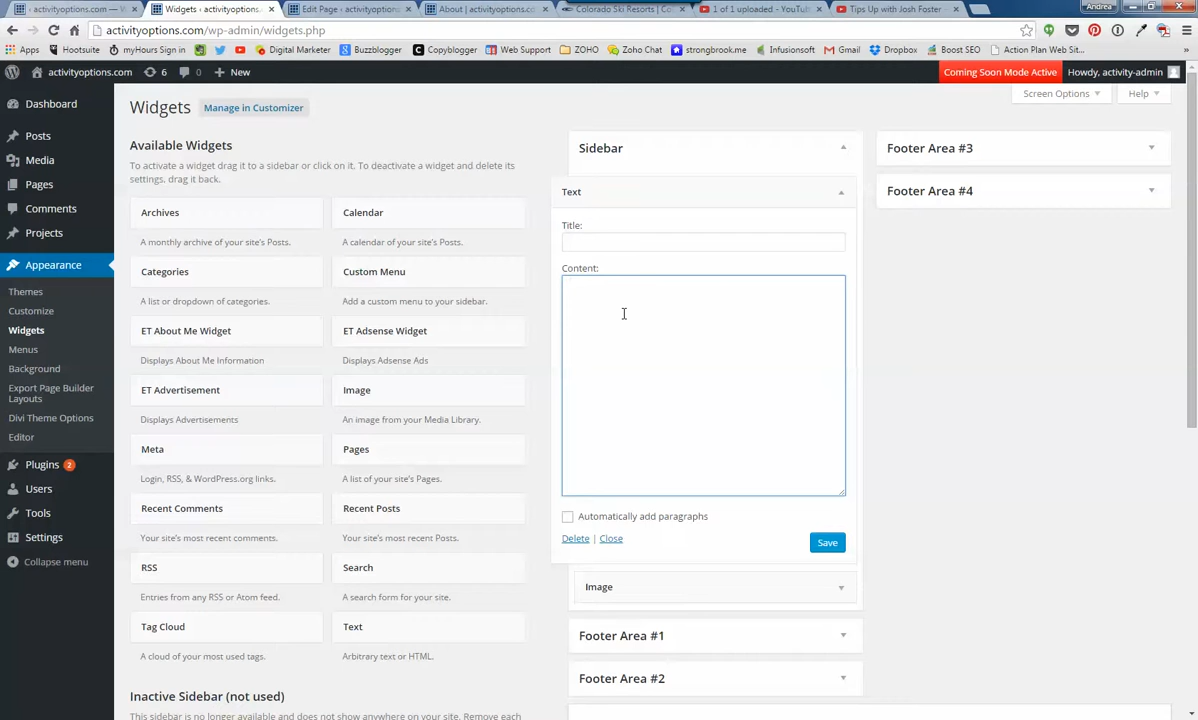 activityoptions.com — W
Widgets ‹ activityoptions.
Edit Page ‹ activityoptions
About | activityoptions.c
Colorado Ski Resorts | Co
1 of 1 uploaded - YouTu
Tips Up with Josh Foster
Andrea
activityoptions.com/wp-admin/widgets.php
Apps
Hootsuite
myHours Sign in
Digital Marketer
Buzzblogger
Copyblogger
Web Support
ZOHO
Zoho Chat
strongbrook.me
Infusionsoft
Gmail
Dropbox
Boost SEO
Action Plan Web Sit...
activityoptions.com
6
0
New
Coming Soon Mode Active
Howdy, activity-admin
Dashboard
Posts
Media
Pages
Comments
Projects
Appearance
Themes
Customize
Widgets
Menus
Background
Export Page Builder
Layouts
Divi Theme Options
Editor
Plugins 2
Users
Tools
Settings
Collapse menu
Screen Options
Help
Widgets
Manage in Customizer
Available Widgets
To activate a widget drag it to a sidebar or click on it. To deactivate a widget and delete its
settings, drag it back.
Archives
A monthly archive of your site's Posts.
Calendar
A calendar of your site's Posts.
Categories
A list or dropdown of categories.
Custom Menu
Add a custom menu to your sidebar.
ET About Me Widget
Displays About Me Information
ET Adsense Widget
Displays Adsense Ads
ET Advertisement
Displays Advertisements
Image
An image from your Media Library.
Meta
Login, RSS, & WordPress.org links.
Pages
A list of your site's Pages.
Recent Comments
Your site's most recent comments.
Recent Posts
Your site's most recent Posts.
RSS
Entries from any RSS or Atom feed.
Search
A search form for your site.
Tag Cloud
A cloud of your most used tags.
Text
Arbitrary text or HTML.
Inactive Sidebar (not used)
This sidebar is no longer available and does not show anywhere on your site. Remove each
Sidebar
Text
Title:
Content:
Automatically add paragraphs
Delete | Close
Save
Image
Footer Area #1
Footer Area #2
Footer Area #3
Footer Area #4